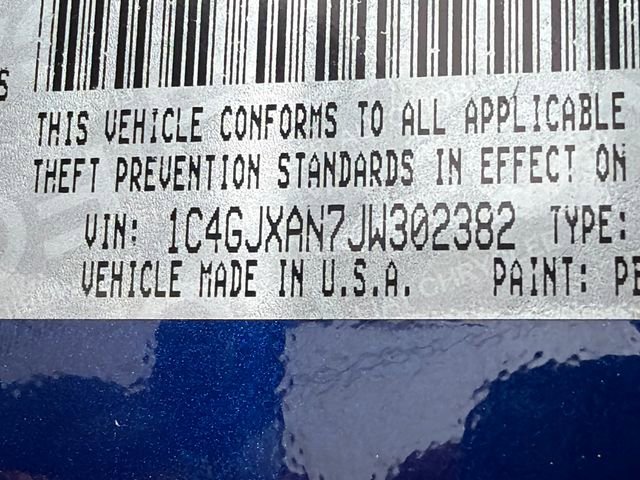 S
THIS VEHICLE CONFORMS TO ALL APPLICABLE
THEFT PREVENTION STANDARDS IN EFFECT ON
VIN: 1C4GJXAN7JW302382 TYPE:
VEHICLE MADE IN U.S.A. PAINT: PE